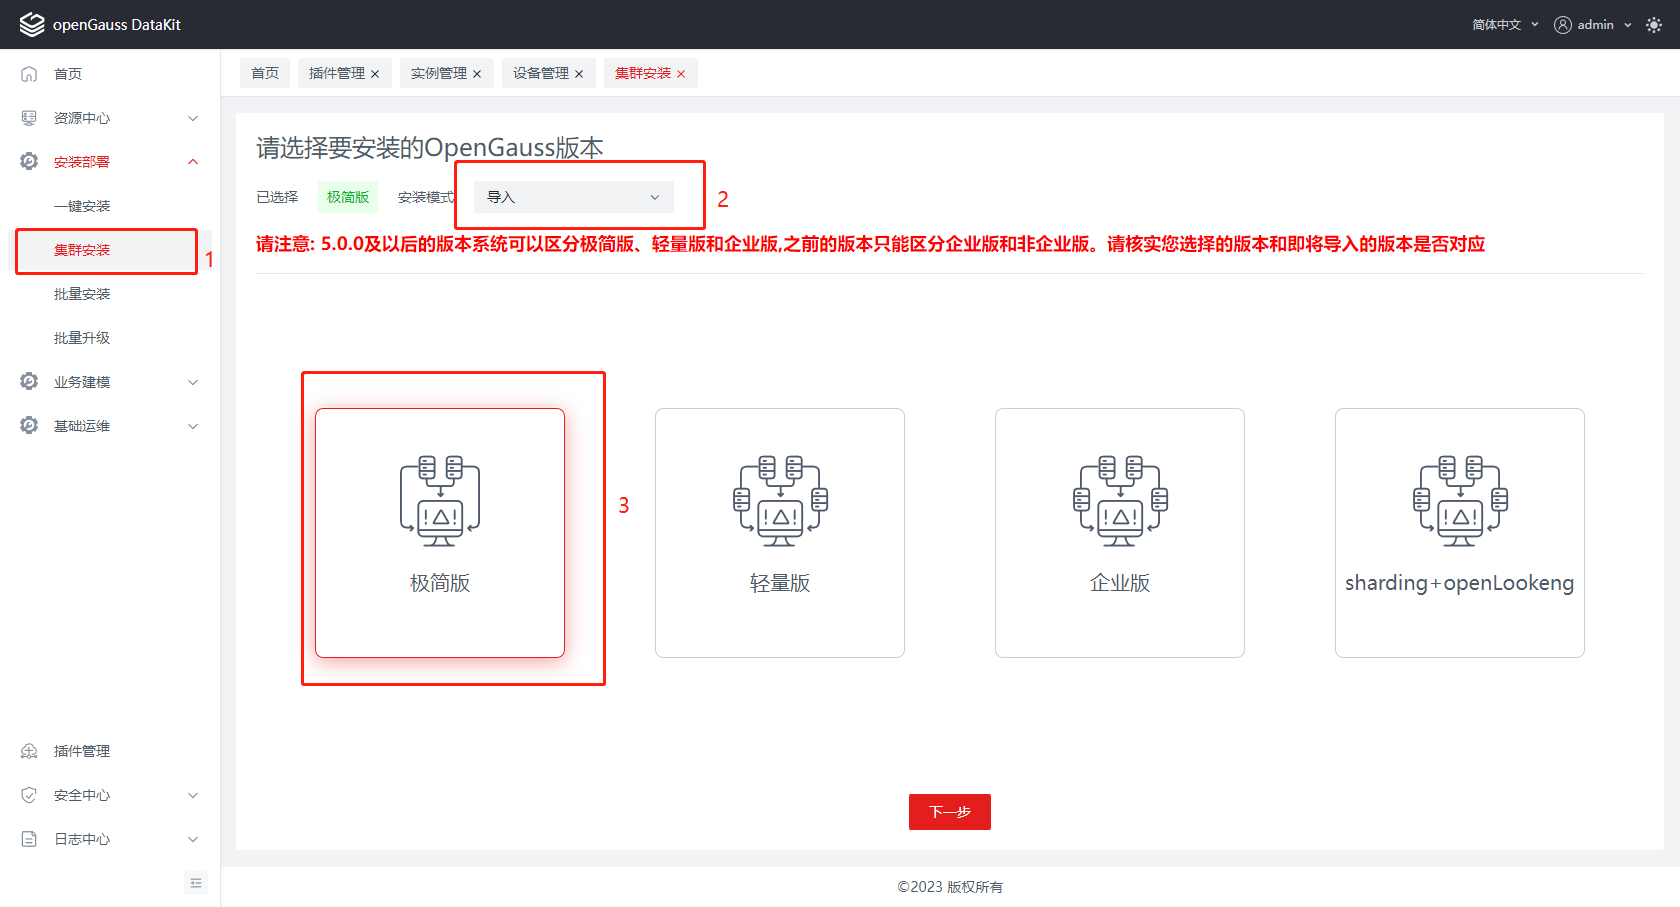 openGauss DataKit
简体中文
admin
首页
资源中心
安装部署
一键安装
集群安装
1
批量安装
批量升级
业务建模
基础运维
插件管理
安全中心
日志中心
首页 插件管理 实例管理 设备管理 集群安装
请选择要安装的OpenGauss版本
已选择 极简版 安装模式 导入
2
请注意: 5.0.0及以后的版本系统可以区分极简版、轻量版和企业版,之前的版本只能区分企业版和非企业版。请核实您选择的版本和即将导入的版本是否对应
极简版
3
轻量版
企业版
sharding+openLookeng
下一步
©2023 版权所有